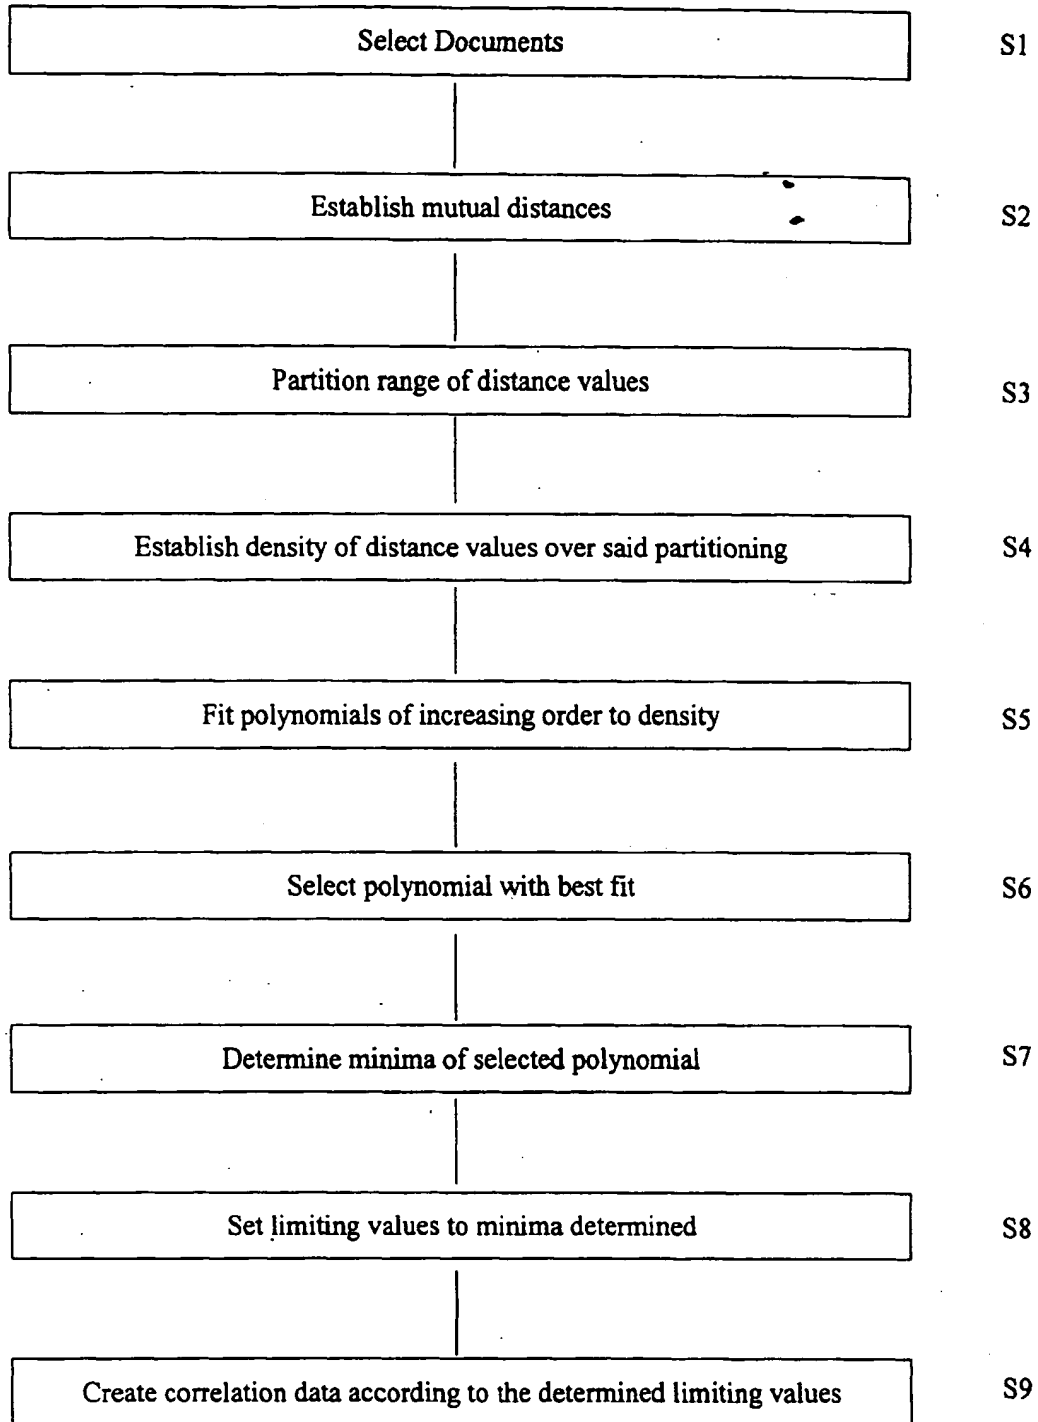 Select Documents S1
Establish mutual distances S2
Partition range of distance values S3
Establish density of distance values over said partitioning S4
Fit polynomials of increasing order to density S5
Select polynomial with best fit S6
Determine minima of selected polynomial S7
Set limiting values to minima determined S8
Create correlation data according to the determined limiting values S9